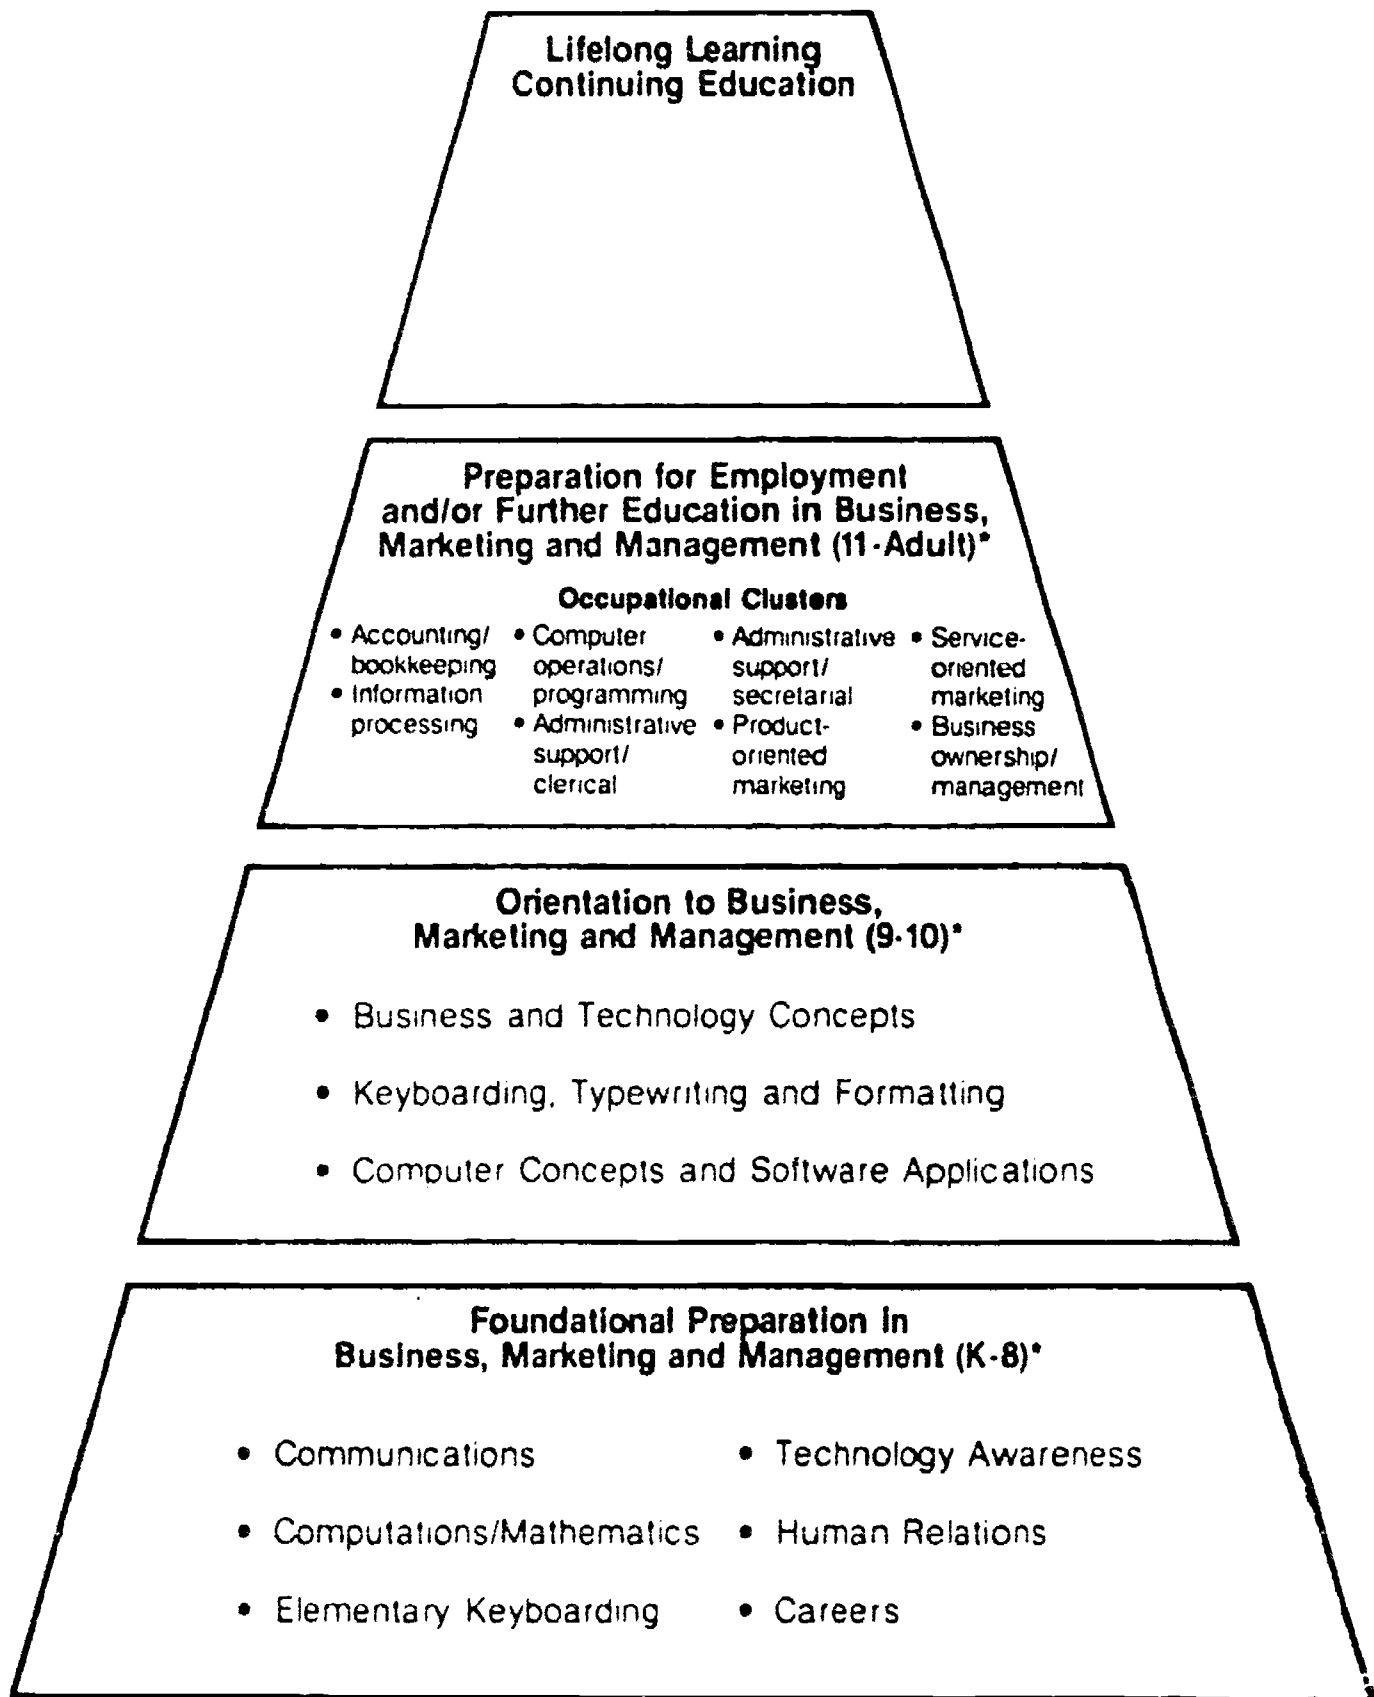 Lifelong Learning
Continuing Education
Preparation for Employment
and/or Further Education in Business,
Marketing and Management (11-Adult)*
Occupational Clusters
• Accounting/
bookkeeping
• Information
processing
• Computer
operations/
programming
• Administrative
support/
clerical
• Administrative
support/
secretarial
• Product-
oriented
marketing
• Service-
oriented
marketing
• Business
ownership/
management
Orientation to Business,
Marketing and Management (9-10)*
• Business and Technology Concepts
• Keyboarding, Typewriting and Formatting
• Computer Concepts and Software Applications
Foundational Preparation in
Business, Marketing and Management (K-8)*
• Communications
• Computations/Mathematics
• Elementary Keyboarding
• Technology Awareness
• Human Relations
• Careers